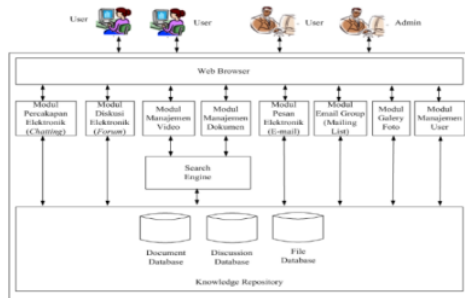 User
User
User
Admin
Web Browser
Modul
Percakapan
Elektronik
(Chatting)
Modul
Diskusi
Elektronik
(Forum)
Modul
Manajemen
Video
Modul
Manajemen
Dokumen
Modul
Pesan
Elektronik
(E-mail)
Modul
Email Group
(Mailing
List)
Modul
Galery
Foto
Modul
Manajemen
User
Search
Engine
Document
Database
Discussion
Database
File
Database
Knowledge Repository